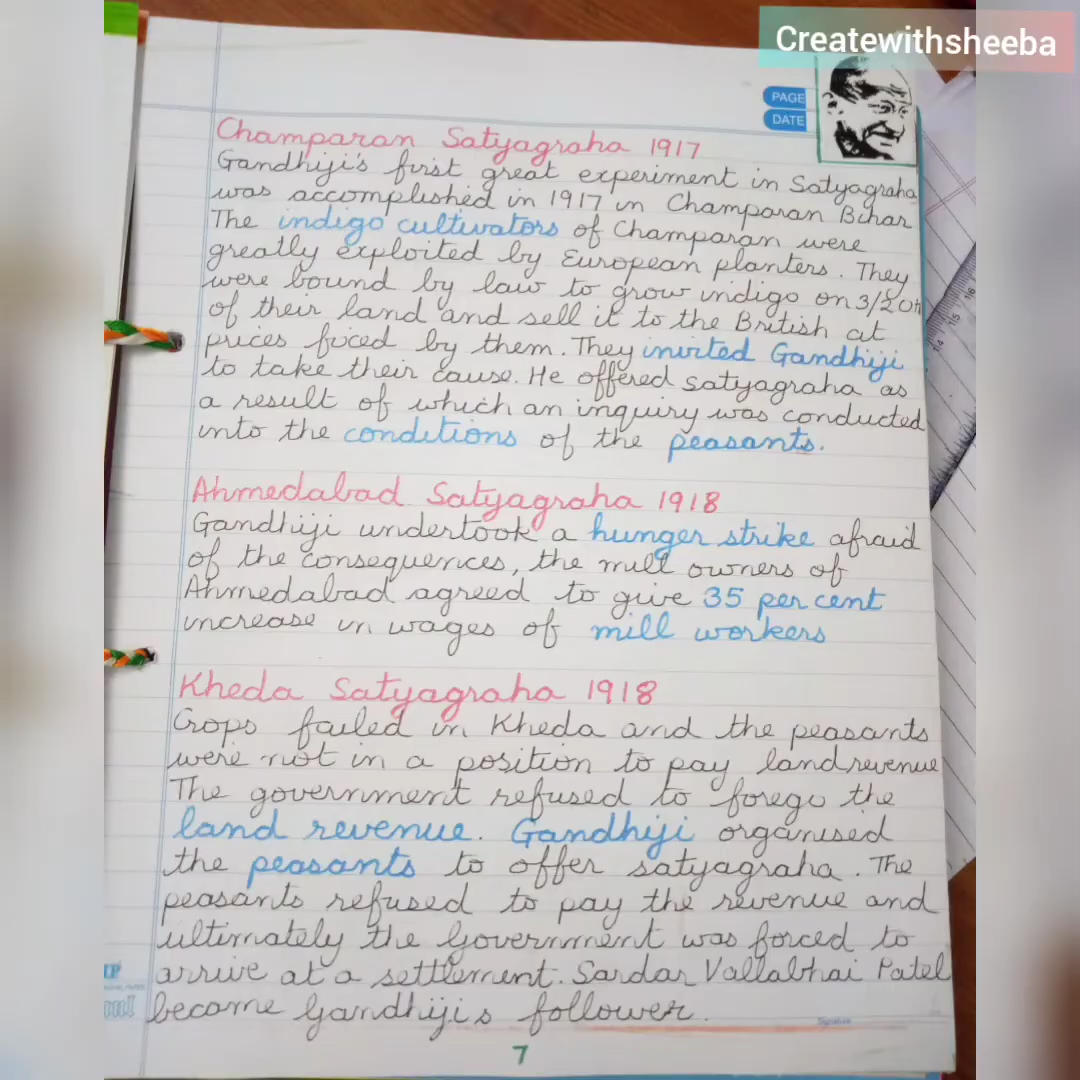 Createwithsheeba
PAGE
DATE
Champaran Satyagraha 1917
Gandhiji's first great experiment in Satyagraha
was accomplished in 1917 in Champaran Bihar
The indigo cultivators of Champaran were
greatly exploited by European planters. They
were bound by law to grow indigo on 3/20th
of their land and sell it to the British at
prices fixed by them. They invited Gandhiji
to take their cause. He offered satyagraha as
a result of which an inquiry was conducted
into the conditions of the peasants.
Ahmedabad Satyagraha 1918
Gandhiji undertook a hunger strike afraid
of the consequences, the mill owners of
Ahmedabad agreed to give 35 per cent
increase in wages of mill workers
Kheda Satyagraha 1918
Crops failed in Kheda and the peasants
were not in a position to pay land revenue
The government refused to forego the
land revenue. Gandhiji organised
the peasants to offer satyagraha. The
peasants refused to pay the revenue and
ultimately the Government was forced to
arrive at a settlement. Sardar Vallabhai Patel
become Gandhijis follower.
7